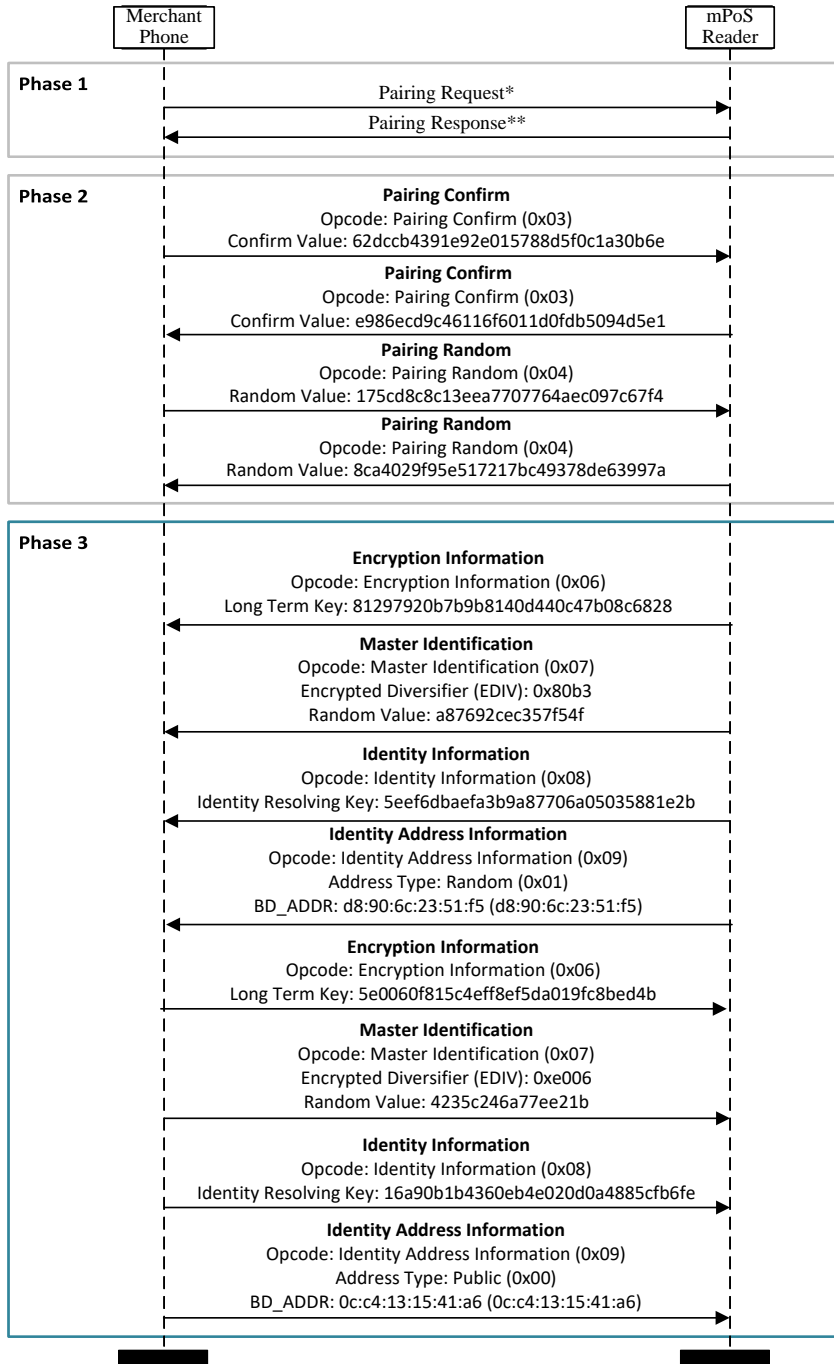 Merchant
Phone
mPoS
Reader
Phase 1
Pairing Request*
Pairing Response**
Phase 2
Pairing Confirm
Opcode: Pairing Confirm (0x03)
Confirm Value: 62dccb4391e92e015788d5f0c1a30b6e
Pairing Confirm
Opcode: Pairing Confirm (0x03)
Confirm Value: e986ecd9c46116f6011d0fdb5094d5e1
Pairing Random
Opcode: Pairing Random (0x04)
Random Value: 175cd8c8c13eea7707764aec097c67f4
Pairing Random
Opcode: Pairing Random (0x04)
Random Value: 8ca4029f95e517217bc49378de63997a
Phase 3
Encryption Information
Opcode: Encryption Information (0x06)
Long Term Key: 81297920b7b9b8140d440c47b08c6828
Master Identification
Opcode: Master Identification (0x07)
Encrypted Diversifier (EDIV): 0x80b3
Random Value: a87692cec357f54f
Identity Information
Opcode: Identity Information (0x08)
Identity Resolving Key: 5eef6dbaefa3b9a87706a05035881e2b
Identity Address Information
Opcode: Identity Address Information (0x09)
Address Type: Random (0x01)
BD_ADDR: d8:90:6c:23:51:f5 (d8:90:6c:23:51:f5)
Encryption Information
Opcode: Encryption Information (0x06)
Long Term Key: 5e0060f815c4eff8ef5da019fc8bed4b
Master Identification
Opcode: Master Identification (0x07)
Encrypted Diversifier (EDIV): 0xe006
Random Value: 4235c246a77ee21b
Identity Information
Opcode: Identity Information (0x08)
Identity Resolving Key: 16a90b1b4360eb4e020d0a4885cfb6fe
Identity Address Information
Opcode: Identity Address Information (0x09)
Address Type: Public (0x00)
BD_ADDR: 0c:c4:13:15:41:a6 (0c:c4:13:15:41:a6)